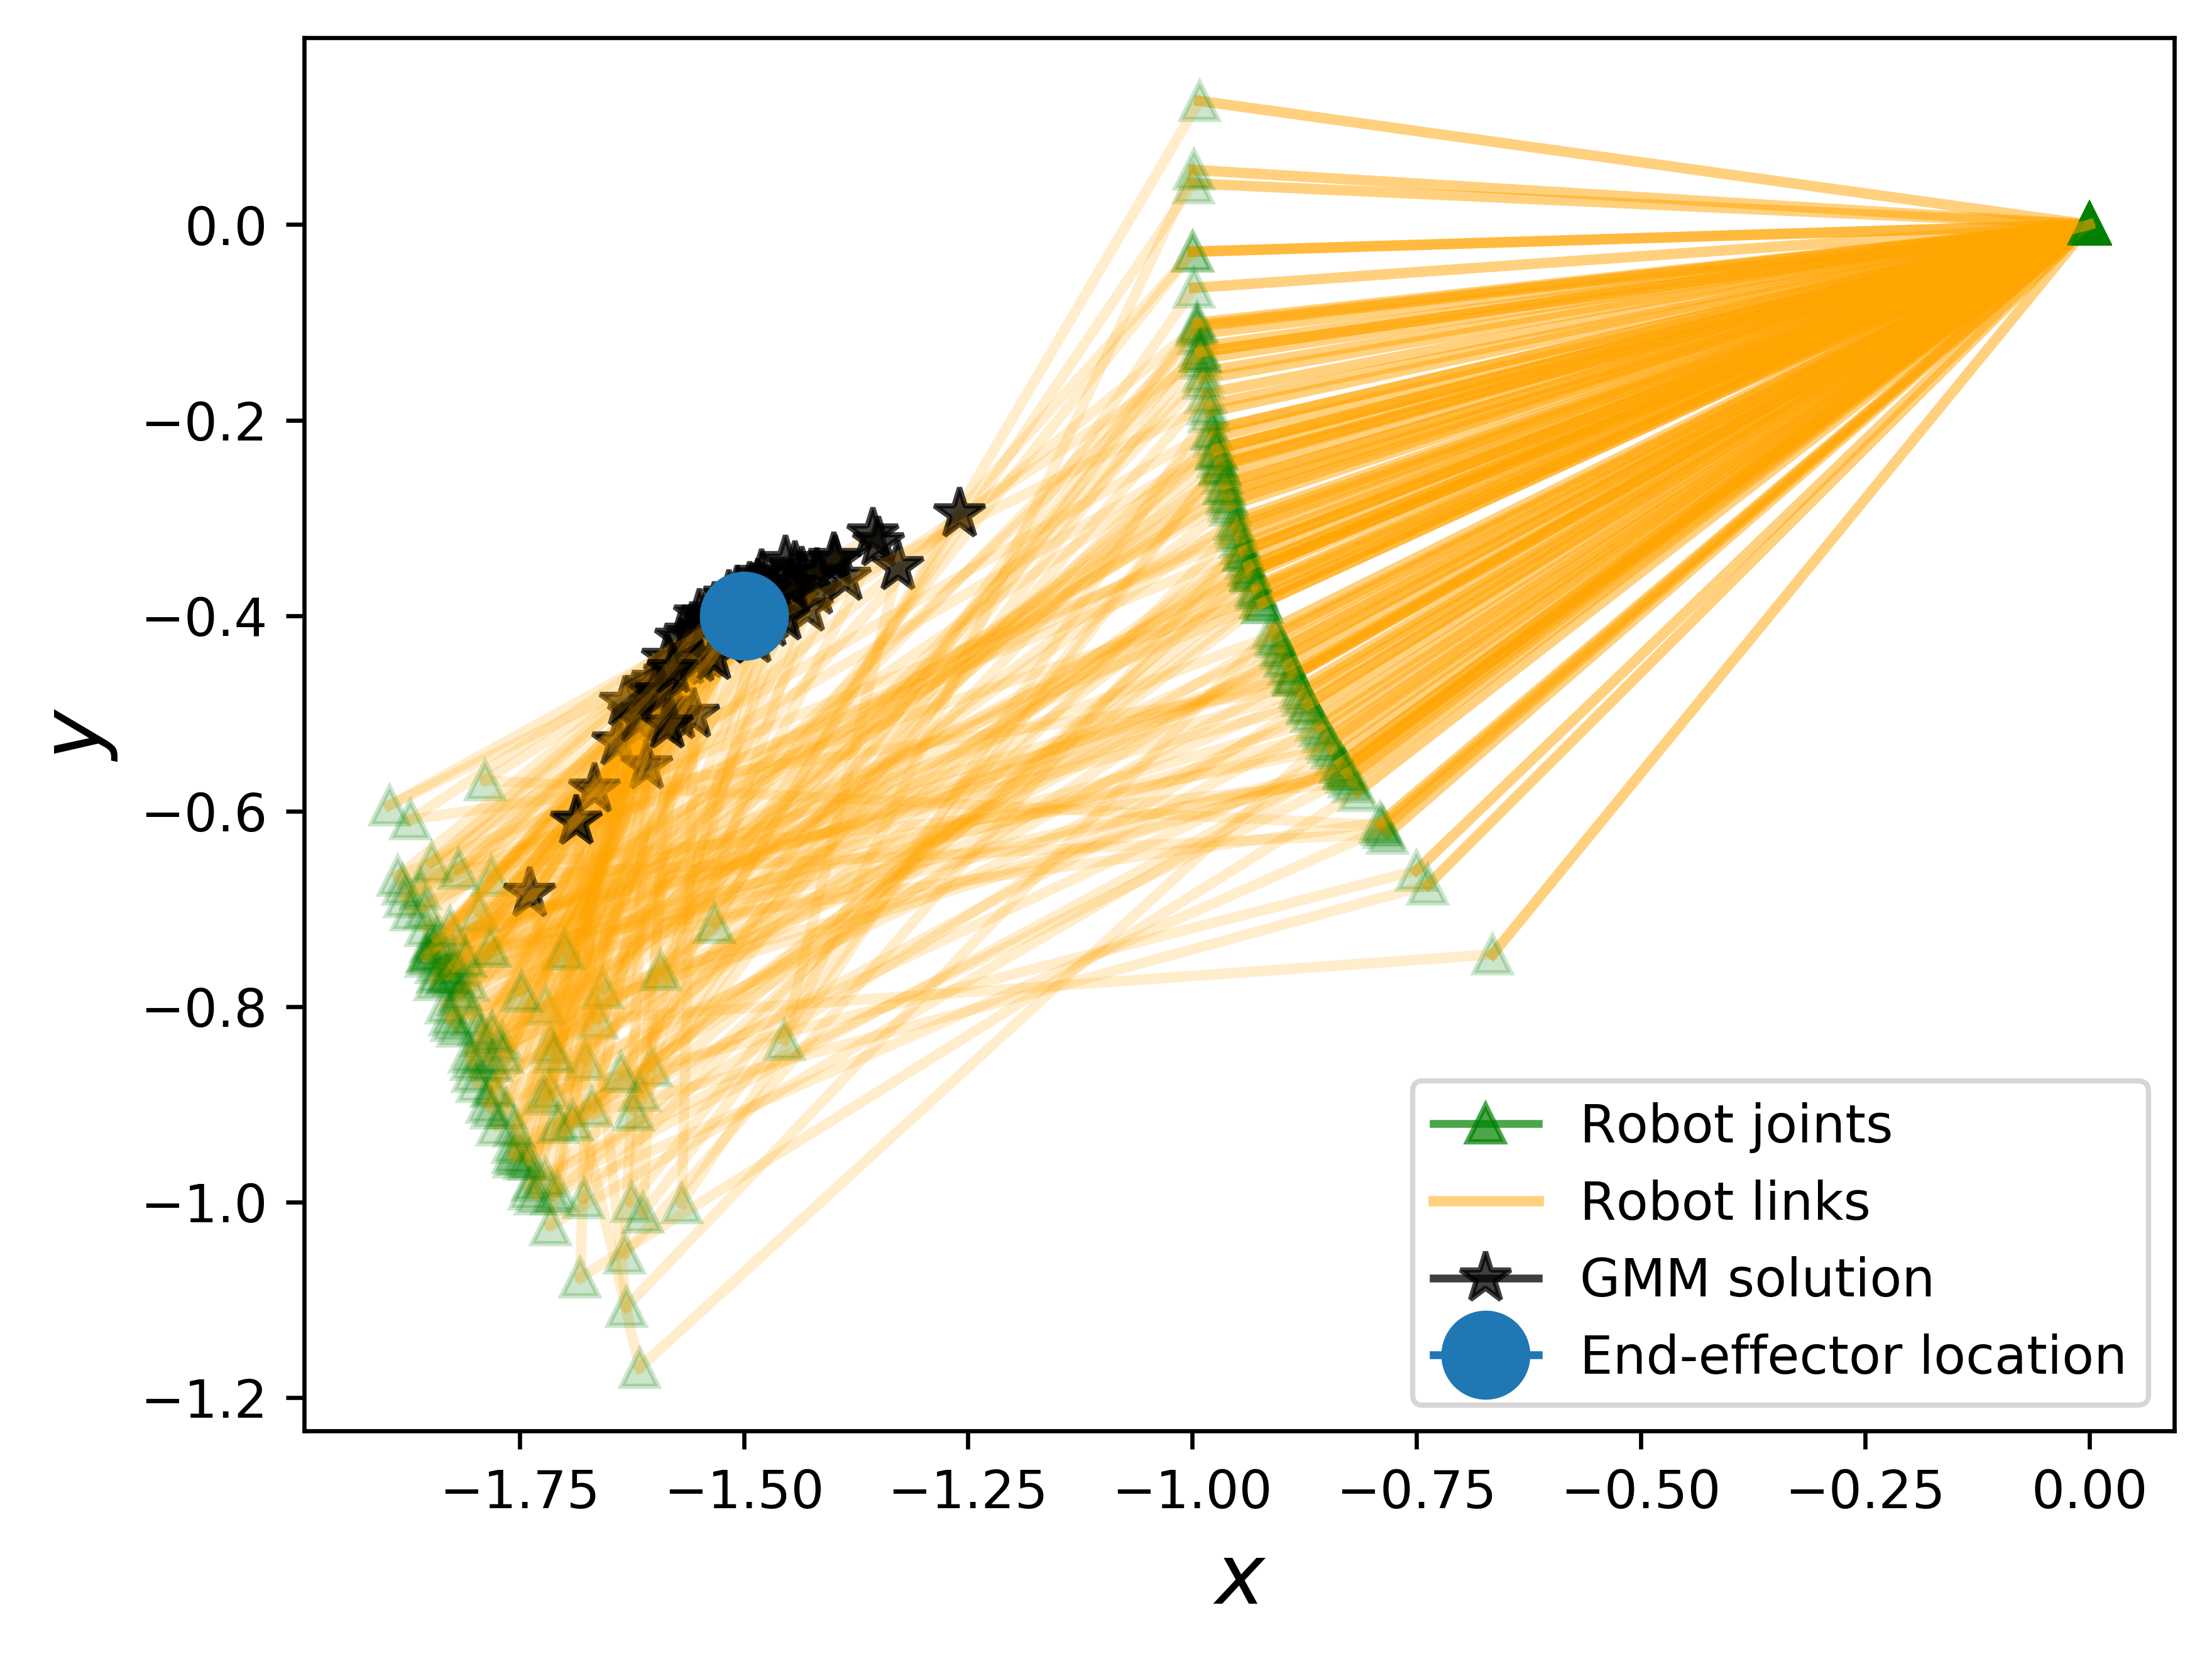 0.0
−0.2
−0.4
−0.6
−0.8
−1.0
−1.2
y
−1.75 −1.50 −1.25 −1.00 −0.75 −0.50 −0.25 0.00
x
Robot joints
Robot links
GMM solution
End-effector location